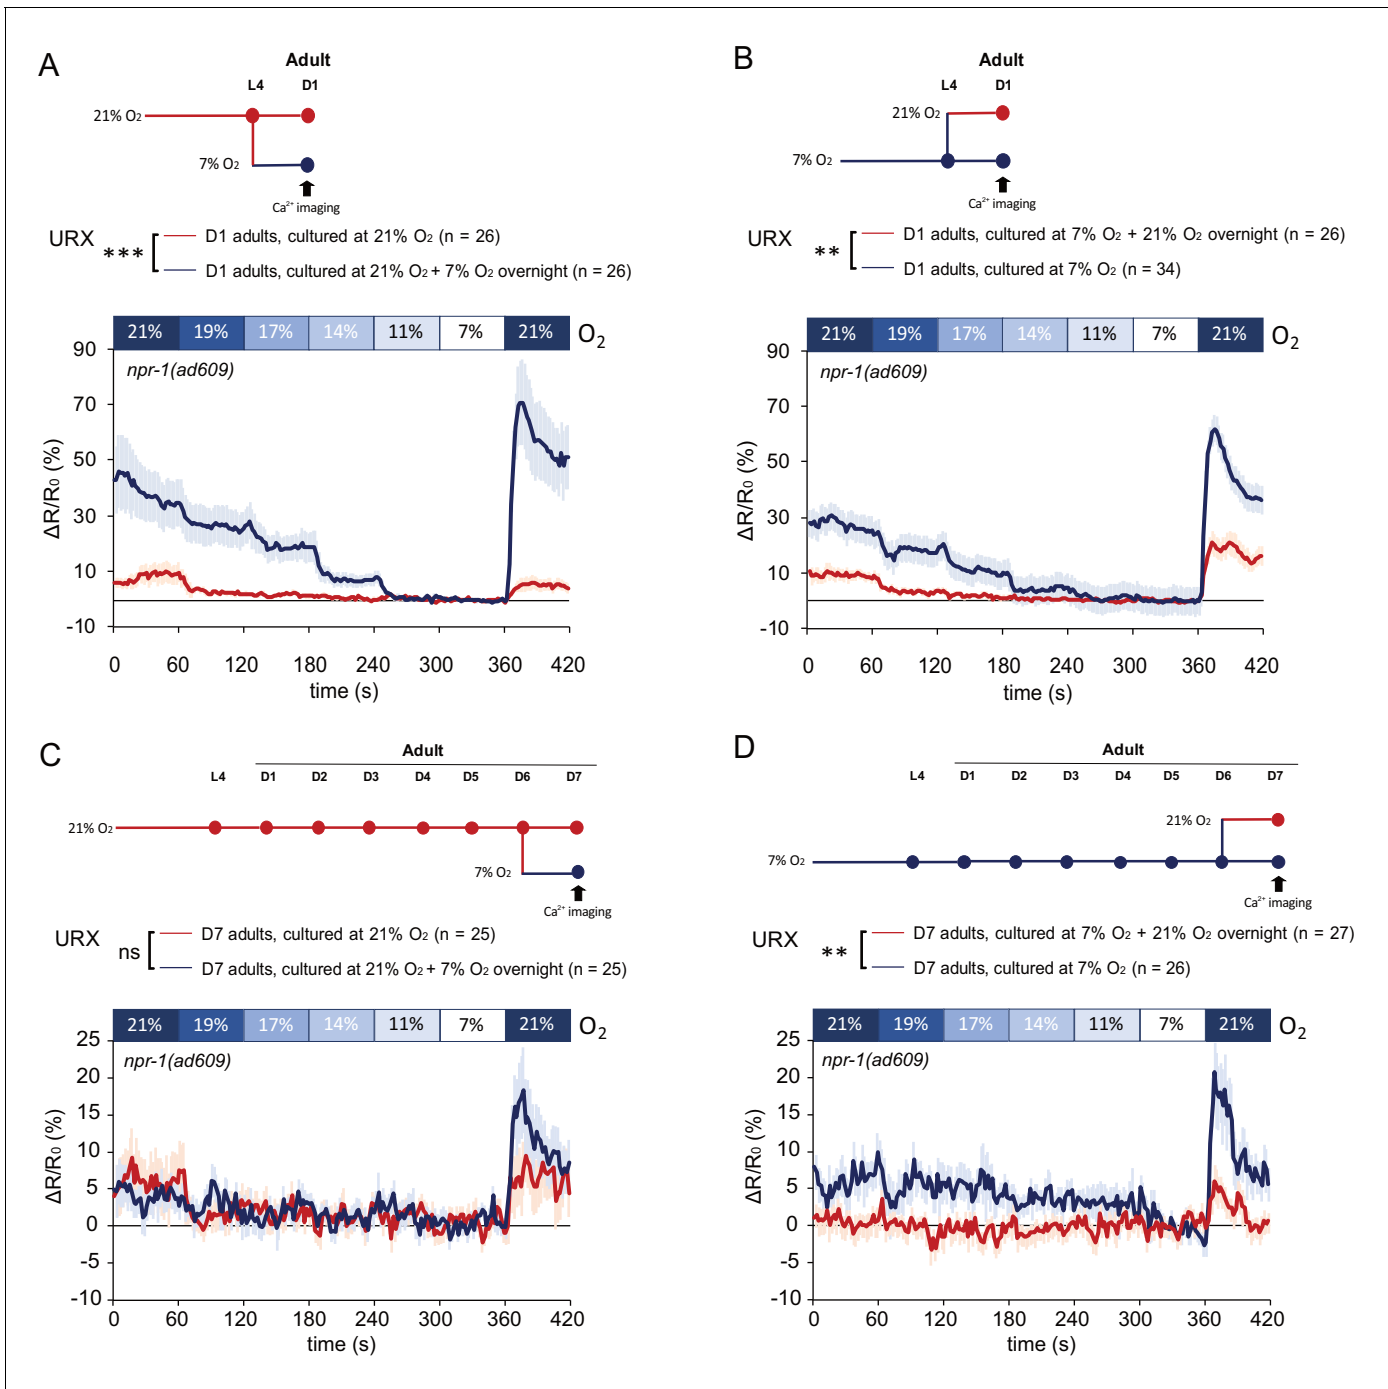 A
Adult
L4 D1
21% O2
7% O2
Ca2+ imaging
URX
***
D1 adults, cultured at 21% O2 (n = 26)
D1 adults, cultured at 21% O2 + 7% O2 overnight (n = 26)
21% 19% 17% 14% 11% 7% 21% O2
npr-1(ad609)
ΔR/R0 (%)
90
70
50
30
10
-10
0 60 120 180 240 300 360 420
time (s)
B
Adult
L4 D1
21% O2
7% O2
Ca2+ imaging
URX
**
D1 adults, cultured at 7% O2 + 21% O2 overnight (n = 26)
D1 adults, cultured at 7% O2 (n = 34)
21% 19% 17% 14% 11% 7% 21% O2
npr-1(ad609)
ΔR/R0 (%)
90
70
50
30
10
-10
0 60 120 180 240 300 360 420
time (s)
C
Adult
L4 D1 D2 D3 D4 D5 D6 D7
21% O2
7% O2
Ca2+ imaging
URX
ns
D7 adults, cultured at 21% O2 (n = 25)
D7 adults, cultured at 21% O2 + 7% O2 overnight (n = 25)
21% 19% 17% 14% 11% 7% 21% O2
npr-1(ad609)
ΔR/R0 (%)
25
20
15
10
5
0
-5
-10
0 60 120 180 240 300 360 420
time (s)
D
Adult
L4 D1 D2 D3 D4 D5 D6 D7
21% O2
7% O2
Ca2+ imaging
URX
**
D7 adults, cultured at 7% O2 + 21% O2 overnight (n = 27)
D7 adults, cultured at 7% O2 (n = 26)
21% 19% 17% 14% 11% 7% 21% O2
npr-1(ad609)
ΔR/R0 (%)
25
20
15
10
5
0
-5
-10
0 60 120 180 240 300 360 420
time (s)